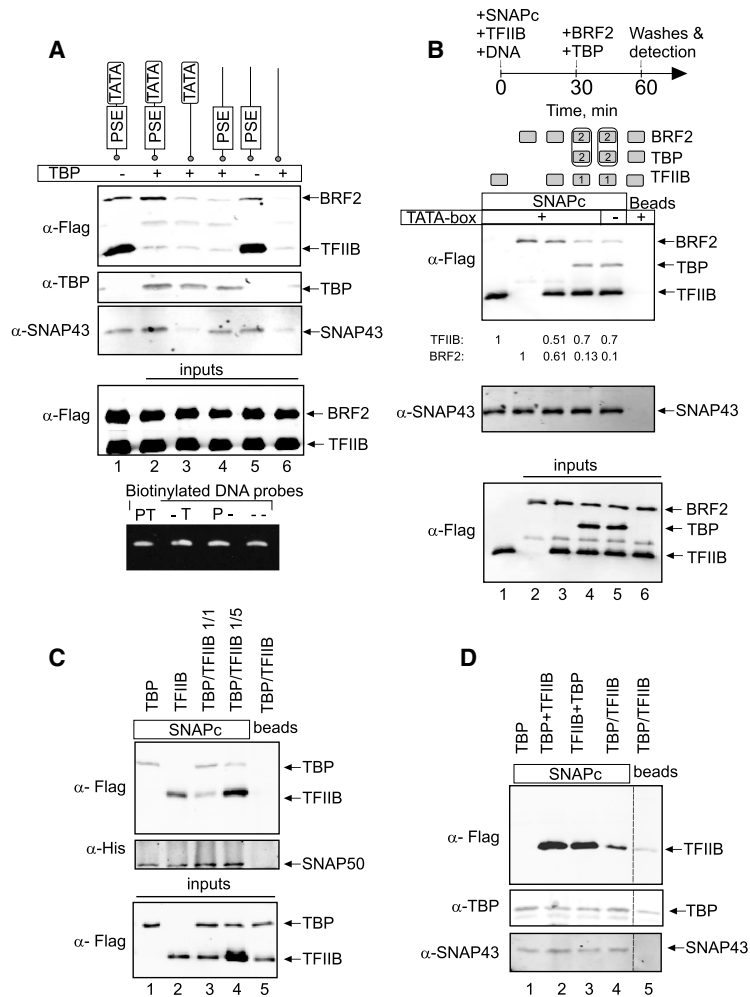 A
TATA TATA TATA
PSE PSE PSE PSE
TBP - + + + - +
BRF2
α-Flag
TFIIB
α-TBP
TBP
α-SNAP43
SNAP43
inputs
α-Flag
BRF2
TFIIB
1 2 3 4 5 6
Biotinylated DNA probes
PT - T P - - -
B
+SNAPc
+TFIIB
+DNA
+BRF2
+TBP
Washes &
detection
0 30 60
Time, min
2 2 BRF2
2 2 TBP
1 1 TFIIB
SNAPc Beads
TATA-box + - +
α-Flag
BRF2
TBP
TFIIB
TFIIB: 1 0.51 0.7 0.7
BRF2: 1 0.61 0.13 0.1
α-SNAP43
SNAP43
inputs
α-Flag
BRF2
TBP
TFIIB
1 2 3 4 5 6
C
TBP
TFIIB
TBP/TFIIB 1/1
TBP/TFIIB 1/5
TBP/TFIIB
SNAPc beads
α- Flag
TBP
TFIIB
α-His
SNAP50
inputs
α- Flag
TBP
TFIIB
1 2 3 4 5
D
TBP
TBP+TFIIB
TFIIB+TBP
TBP/TFIIB
TBP/TFIIB
SNAPc beads
α- Flag
TFIIB
α-TBP
TBP
α-SNAP43
SNAP43
1 2 3 4 5